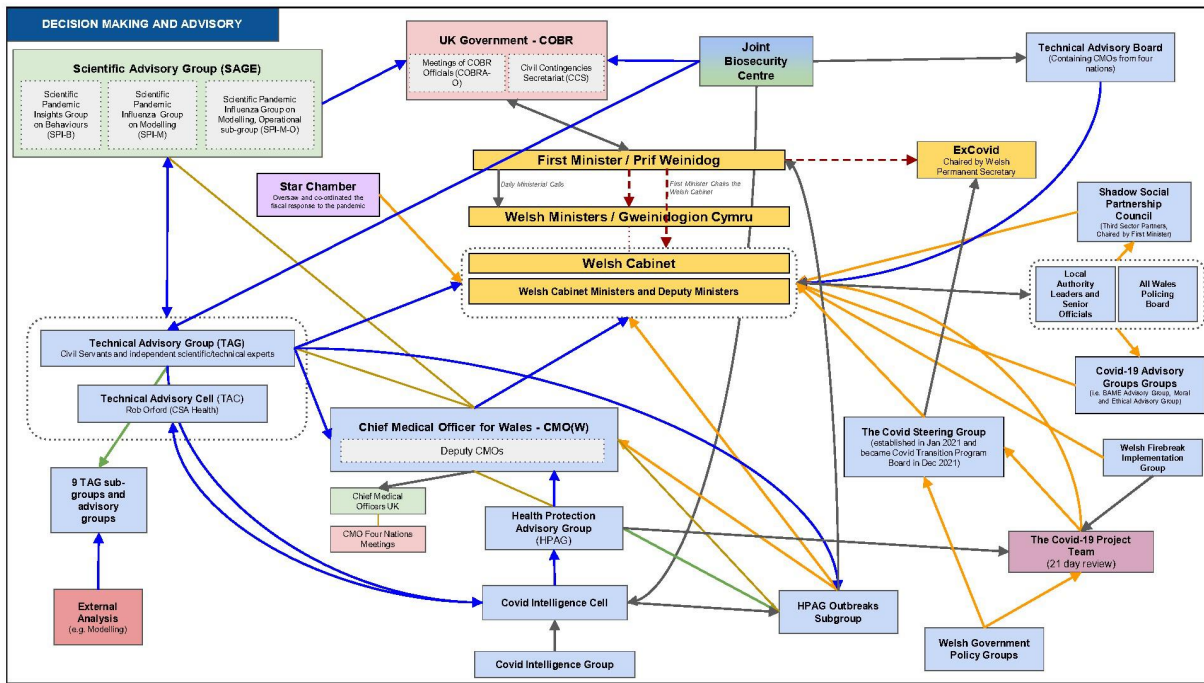 DECISION MAKING AND ADVISORY
UK Government - COBR
Meetings of COBR
Officials (COBRA-
O)
Civil Contingencies
Secretariat (CCS)
Joint
Biosecurity
Centre
Technical Advisory Board
(Containing CMOs from four
nations)
Scientific Advisory Group (SAGE)
Scientific
Pandemic
Insights Group
on Behaviours
(SPI-B)
Scientific
Pandemic
Influenza Group
on Modelling
(SPI-M)
Scientific Pandemic
Influenza Group on
Modelling, Operational
sub-group (SPI-M-O)
First Minister / Prif Weinidog
ExCovid
Chaired by Welsh
Permanent Secretary
Daily Ministerial Calls
First Minister Chairs the
Welsh Cabinet
Star Chamber
Oversaw and co-ordinated the
fiscal response to the pandemic
Welsh Ministers / Gweinidogion Cymru
Shadow Social
Partnership
Council
(Third Sector Partners,
Chaired by First Minister)
Welsh Cabinet
Welsh Cabinet Ministers and Deputy Ministers
Local
Authority
Leaders and
Senior
Officials
All Wales
Policing
Board
Technical Advisory Group (TAG)
Civil Servants and independent scientific/technical experts
Technical Advisory Cell (TAC)
Rob Orford (CSA Health)
Covid-19 Advisory
Groups Groups
(i.e. BAME Advisory Group, Moral
and Ethical Advisory Group)
Chief Medical Officer for Wales - CMO(W)
Deputy CMOs
The Covid Steering Group
(established in Jan 2021 and
became Covid Transition Program
Board in Dec 2021)
Welsh Firebreak
Implementation
Group
9 TAG sub-
groups and
advisory
groups
Chief Medical
Officers UK
CMO Four Nations
Meetings
Health Protection
Advisory Group
(HPAG)
The Covid-19 Project
Team
(21 day review)
External
Analysis
(e.g. Modelling)
Covid Intelligence Cell
HPAG Outbreaks
Subgroup
Welsh Government
Policy Groups
Covid Intelligence Group